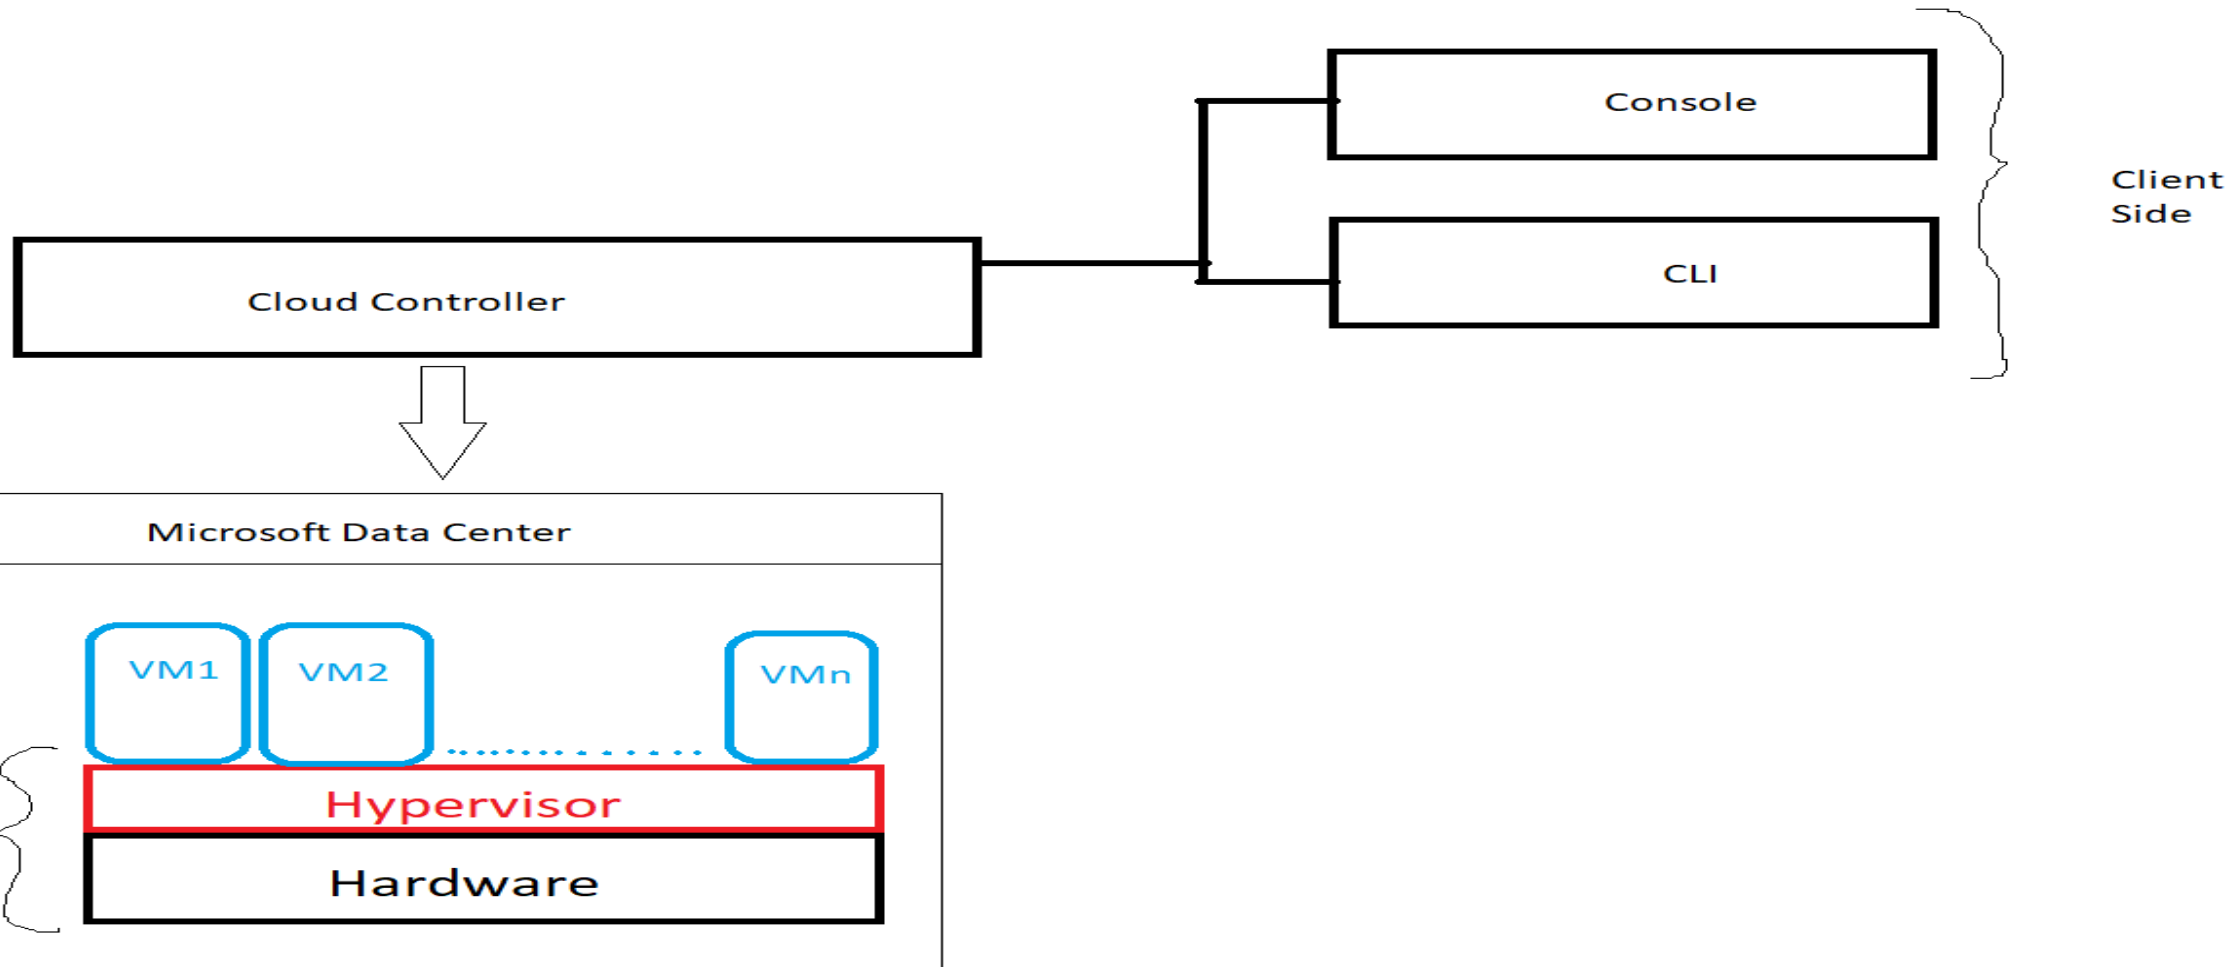 Console
Client
Side
CLI
Cloud Controller
Microsoft Data Center
VM1
VM2
VMn
Hypervisor
Hardware